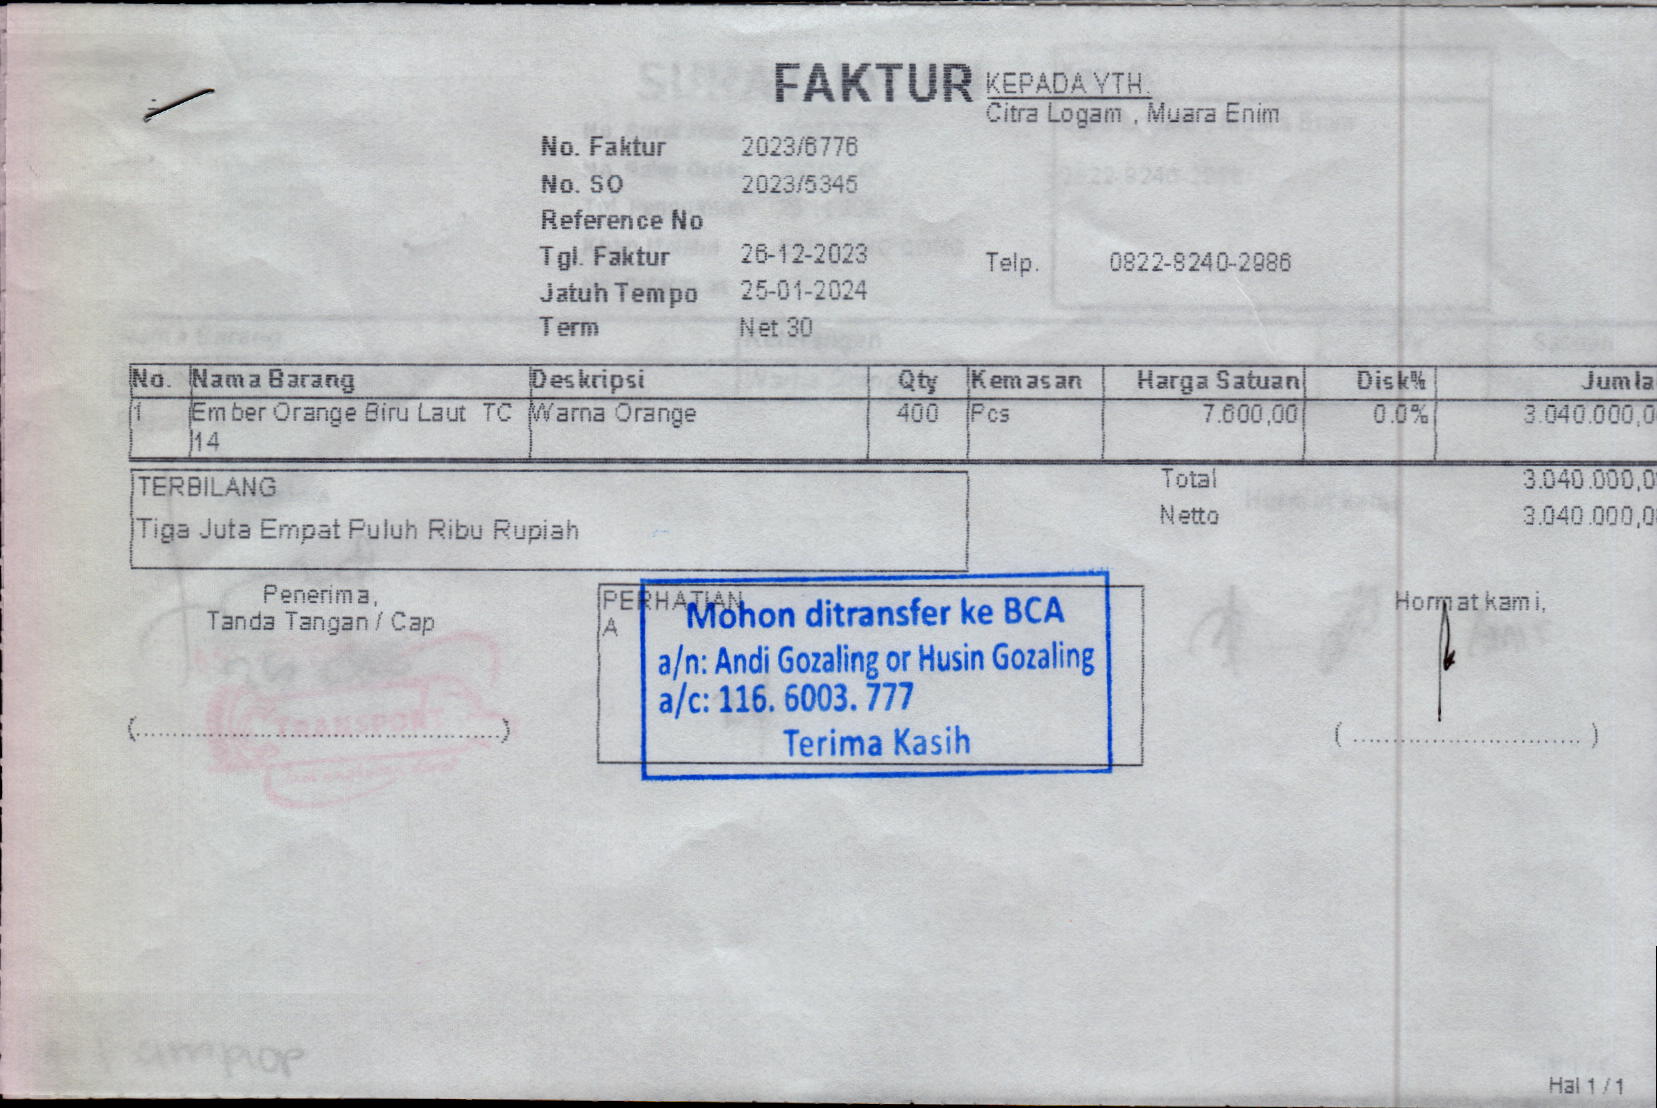 FAKTUR
KEPADA YTH.
Citra Logam , Muara Enim
No. Faktur 2023/6776
No. SO 2023/5345
Reference No
Tgl. Faktur 26-12-2023
Telp. 0822-8240-2986
Jatuh Tempo 25-01-2024
Term Net 30
No. Nama Barang Deskripsi Qty Kemasan Harga Satuan Disk% Jumla
1 Ember Orange Biru Laut TC Warna Orange 400 Pcs 7.600,00 0.0% 3.040.000,0
14
TERBILANG
Tiga Juta Empat Puluh Ribu Rupiah
Total 3.040.000,0
Netto 3.040.000,0
Penerima,
Tanda Tangan / Cap
(..................................................)
PERHATIAN
A
Mohon ditransfer ke BCA
a/n: Andi Gozaling or Husin Gozaling
a/c: 116. 6003. 777
Terima Kasih
Hormat kami,
( ............................... )
TRANSPORT
Hal 1 / 1